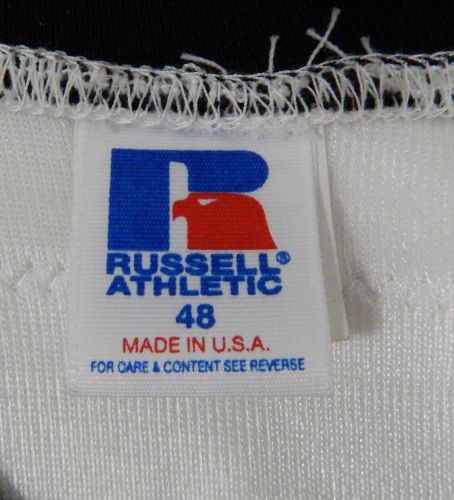 R
RUSSELL®
ATHLETIC
48
MADE IN U.S.A.
FOR CARE & CONTENT SEE REVERSE